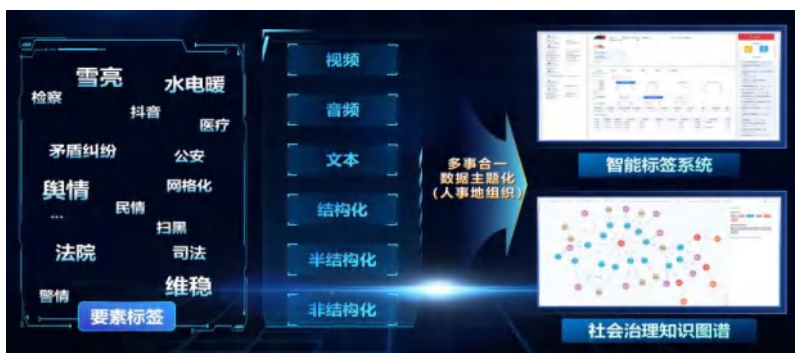 雪亮
水电暖
检察
抖音
医疗
矛盾纠纷
公安
舆情
网格化
...
民情
扫黑
法院
司法
维稳
警情
要素标签
视频
音频
文本
结构化
半结构化
非结构化
多事合一
数据主题化
(人事地组织)
智能标签系统
社会治理知识图谱